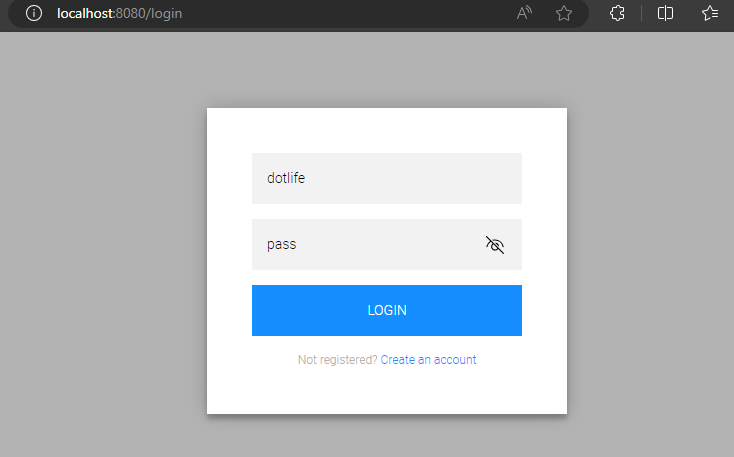 localhost:8080/login
dotlife
pass
LOGIN
Not registered? Create an account